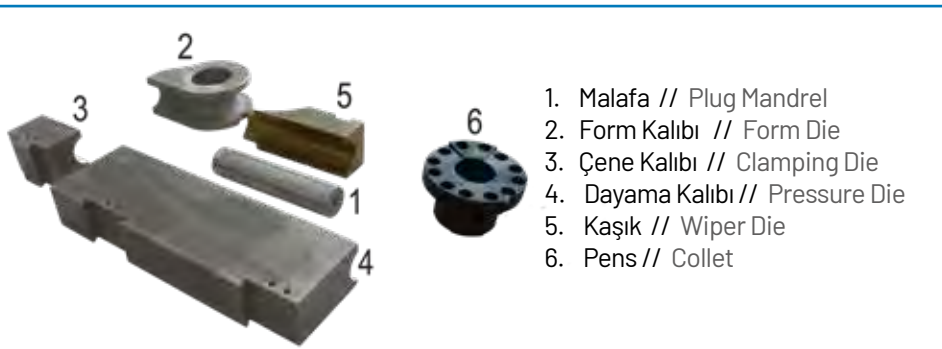 2
3
5
6
1
4
1. Malafa // Plug Mandrel
2. Form Kalıbı // Form Die
3. Çene Kalıbı // Clamping Die
4. Dayama Kalıbı // Pressure Die
5. Kaşık // Wiper Die
6. Pens // Collet